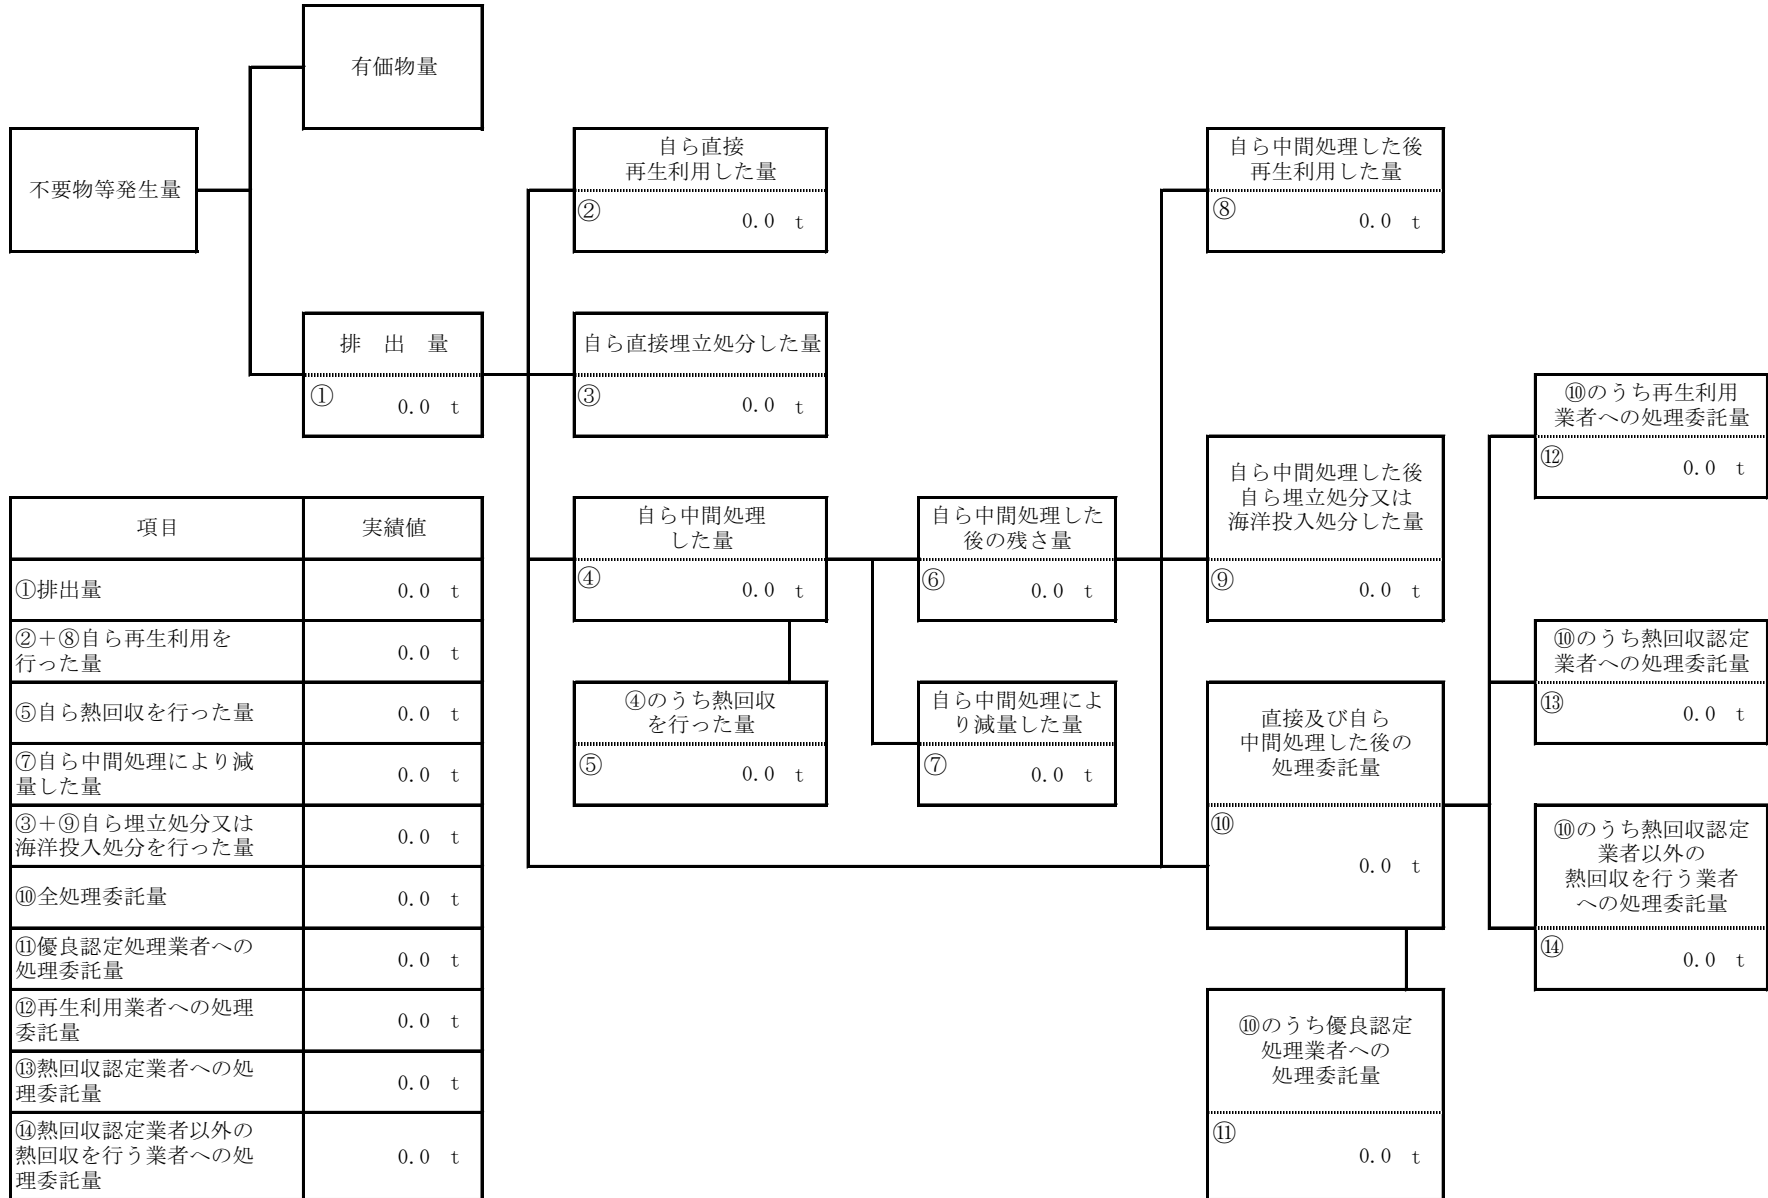 有価物量
不要物等発生量
自ら直接
再生利用した量
② 0.0 t
自ら中間処理した後
再生利用した量
⑧ 0.0 t
排 出 量
① 0.0 t
自ら直接埋立処分した量
③ 0.0 t
⑩のうち再生利用
業者への処理委託量
⑫ 0.0 t
自ら中間処理
した量
④ 0.0 t
自ら中間処理した
後の残さ量
⑥ 0.0 t
自ら中間処理した後
自ら埋立処分又は
海洋投入処分した量
⑨ 0.0 t
⑩のうち熱回収認定
業者への処理委託量
⑬ 0.0 t
④のうち熱回収
を行った量
⑤ 0.0 t
自ら中間処理によ
り減量した量
⑦ 0.0 t
直接及び自ら
中間処理した後の
処理委託量
⑩
0.0 t
⑩のうち熱回収認定
業者以外の
熱回収を行う業者
への処理委託量
⑭ 0.0 t
⑩のうち優良認定
処理業者への
処理委託量
⑪ 0.0 t
項目 実績値
①排出量 0.0 t
②+⑧自ら再生利用を
行った量 0.0 t
⑤自ら熱回収を行った量 0.0 t
⑦自ら中間処理により減
量した量 0.0 t
③+⑨自ら埋立処分又は
海洋投入処分を行った量 0.0 t
⑩全処理委託量 0.0 t
⑪優良認定処理業者への
処理委託量 0.0 t
⑫再生利用業者への処理
委託量 0.0 t
⑬熱回収認定業者への処
理委託量 0.0 t
⑭熱回収認定業者以外の
熱回収を行う業者への処
理委託量 0.0 t